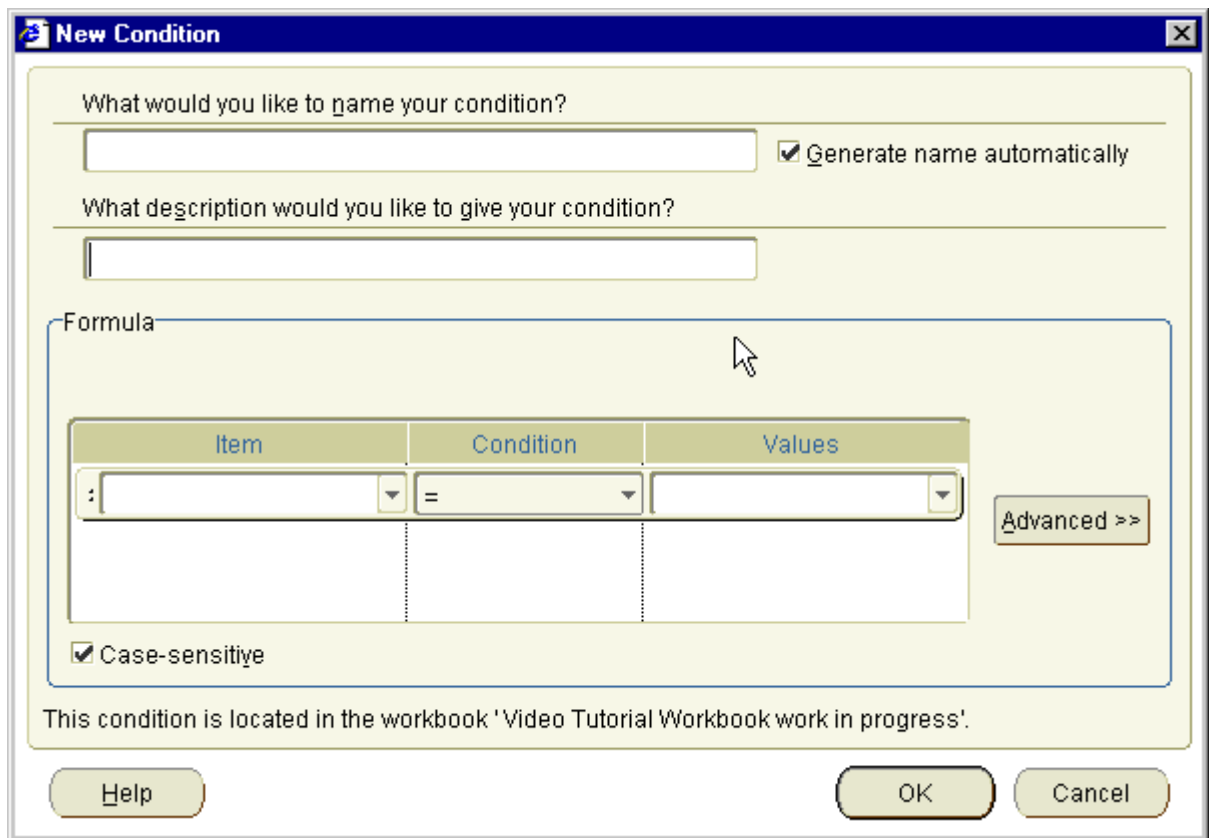 New Condition
What would you like to name your condition?
Generate name automatically
What description would you like to give your condition?
Formula
Item Condition Values
: =
Advanced >>
Case-sensitive
This condition is located in the workbook 'Video Tutorial Workbook work in progress'.
Help OK Cancel